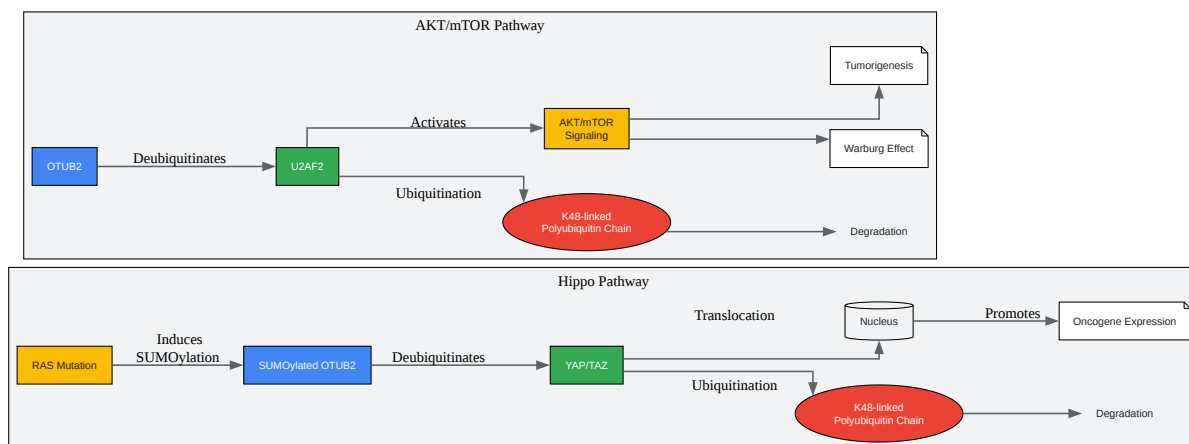 AKT/mTOR Pathway
Tumorigenesis
Activates
AKT/mTOR
Signaling
Warburg Effect
OTUB2
Deubiquitinates
U2AF2
Ubiquitination
K48-linked
Polyubiquitin Chain
Degradation
Hippo Pathway
Translocation
Nucleus
Promotes
Oncogene Expression
Induces
SUMOylation
RAS Mutation
SUMOylated OTUB2
Deubiquitinates
YAP/TAZ
Ubiquitination
K48-linked
Polyubiquitin Chain
Degradation